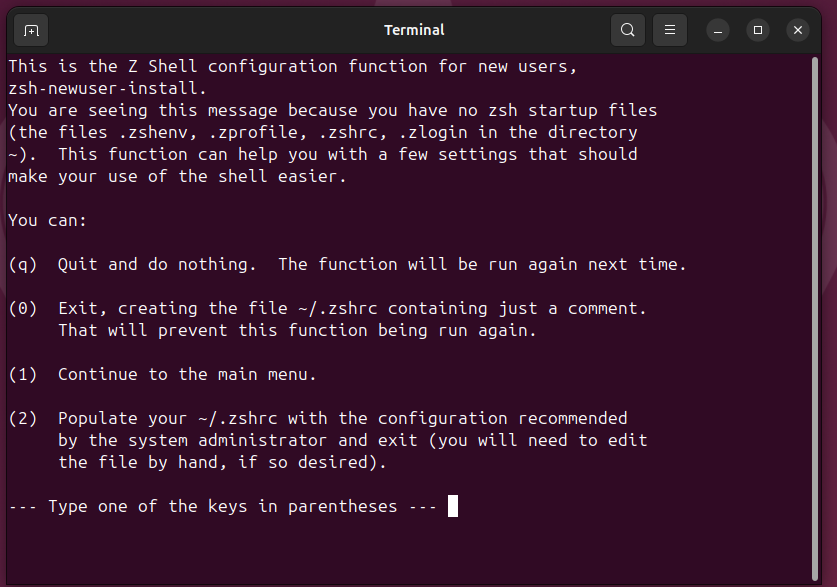 Terminal
This is the Z Shell configuration function for new users,
zsh-newuser-install.
You are seeing this message because you have no zsh startup files
(the files .zshenv, .zprofile, .zshrc, .zlogin in the directory
~).  This function can help you with a few settings that should
make your use of the shell easier.

You can:

(q)  Quit and do nothing.  The function will be run again next time.

(0)  Exit, creating the file ~/.zshrc containing just a comment.
     That will prevent this function being run again.

(1)  Continue to the main menu.

(2)  Populate your ~/.zshrc with the configuration recommended
     by the system administrator and exit (you will need to edit
     the file by hand, if so desired).

--- Type one of the keys in parentheses ---